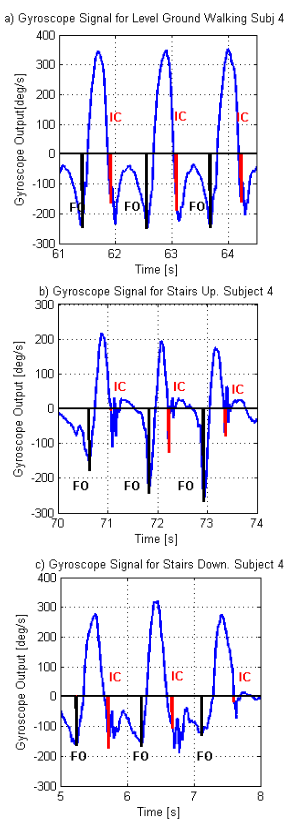 a) Gyroscope Signal for Level Ground Walking Subj 4
400
300
200
100
0
-100
-200
-300
Gyroscope Output[deg/s]
IC IC IC
FO FO FO
61 62 63 64
Time [s]
b) Gyroscope Signal for Stairs Up. Subject 4
300
200
100
0
-100
-200
-300
Gyroscope Output [deg/s]
IC IC IC
FO FO FO
70 71 72 73 74
Time [s]
c) Gyroscope Signal for Stairs Down. Subject 4
400
300
200
100
0
-100
-200
-300
Gyroscope Output [deg/s]
IC IC IC
FO FO FO
5 6 7 8
Time [s]